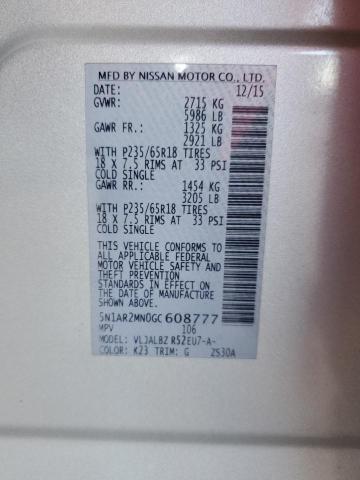 MFD BY NISSAN MOTOR CO., LTD.
DATE: 12/15
GVWR: 2715 KG
5986 LB
GAWR FR.: 1325 KG
2921 LB
WITH P235/65R18 TIRES
18 X 7.5 RIMS AT 33 PSI
COLD SINGLE
GAWR RR.: 1454 KG
3205 LB
WITH P235/65R18 TIRES
18 X 7.5 RIMS AT 33 PSI
COLD SINGLE
THIS VEHICLE CONFORMS TO
ALL APPLICABLE FEDERAL
MOTOR VEHICLE SAFETY
AND THEFT PREVENTION
STANDARDS IN EFFECT ON
THE DATE OF MANUFACTURE
SHOWN ABOVE.
5N1AR2MN0GC608777
MPV 106
MODEL: VLJALBZ R52EU7-A-
COLOR: K23 TRIM: G 2S30A